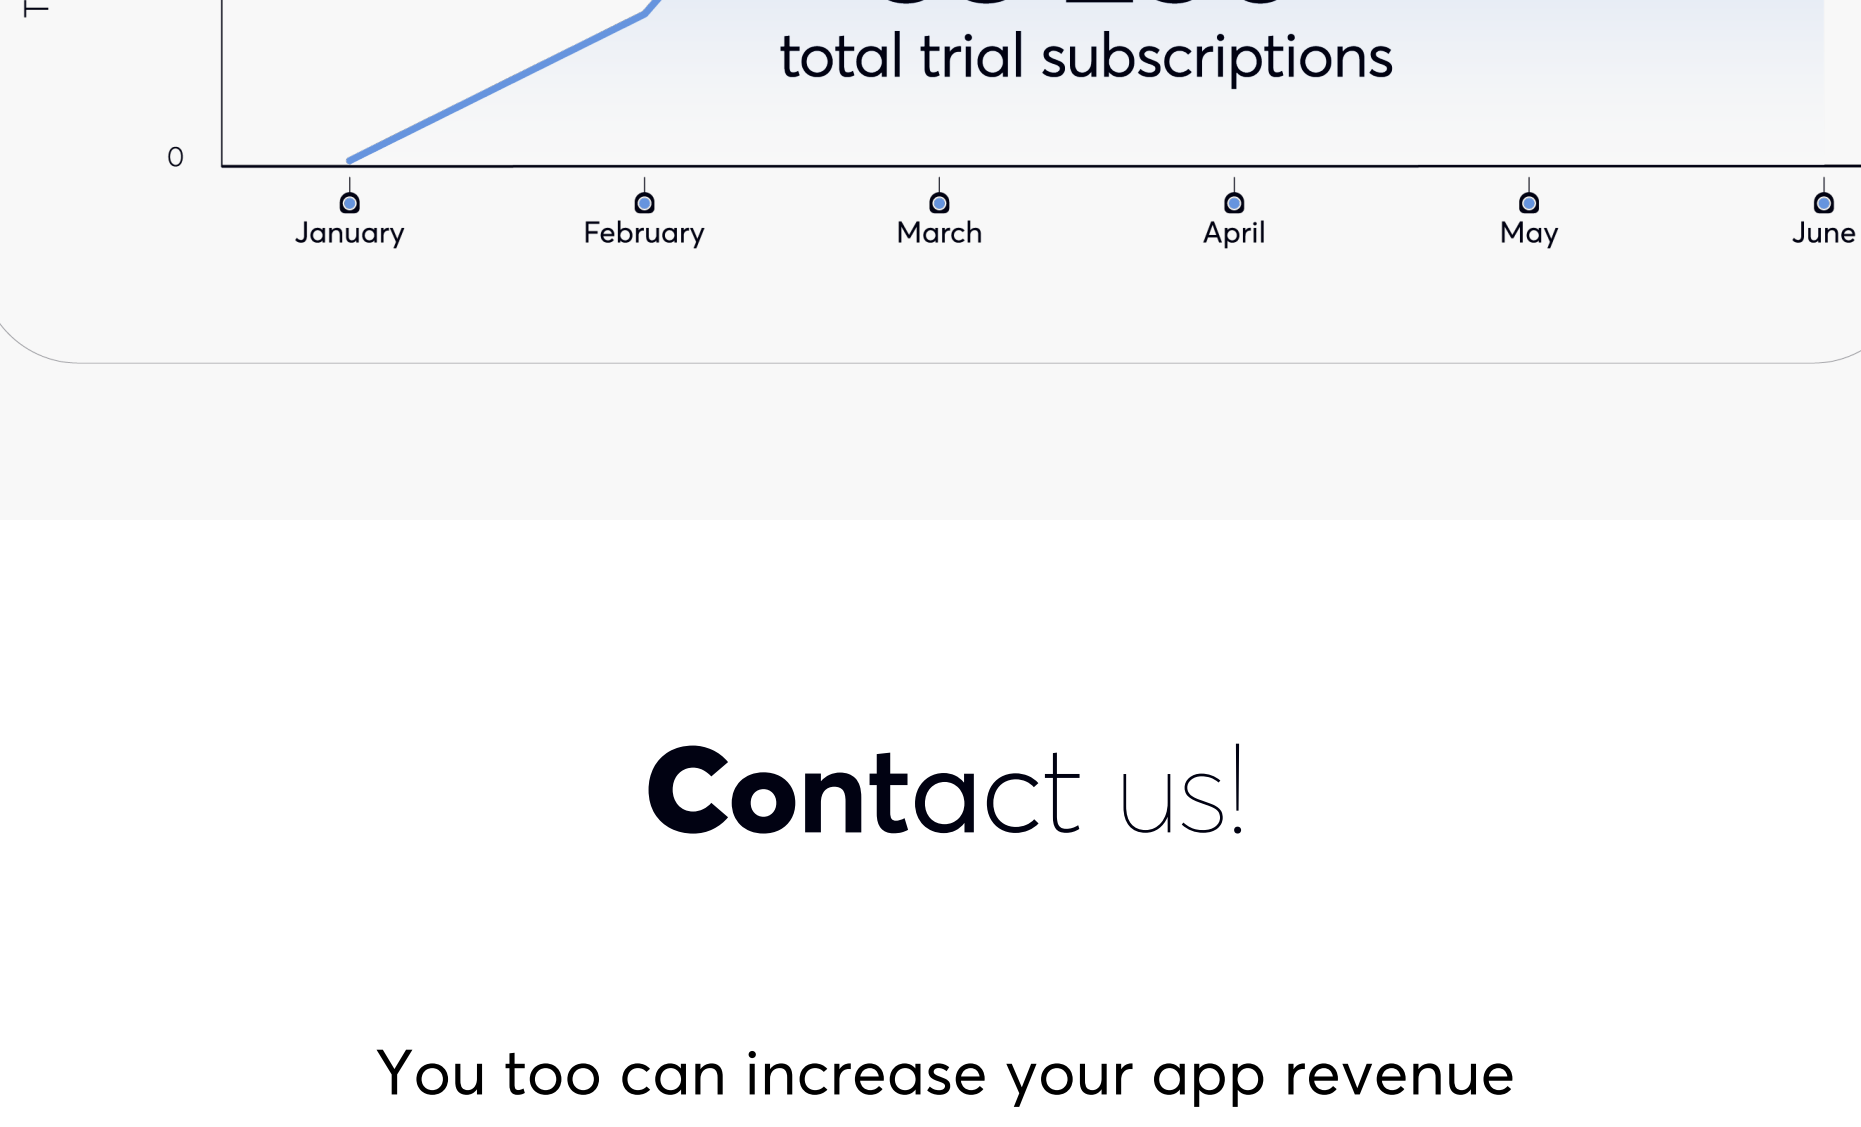 total trial subscriptions
0
January February March April May June
Contact us!
You too can increase your app revenue